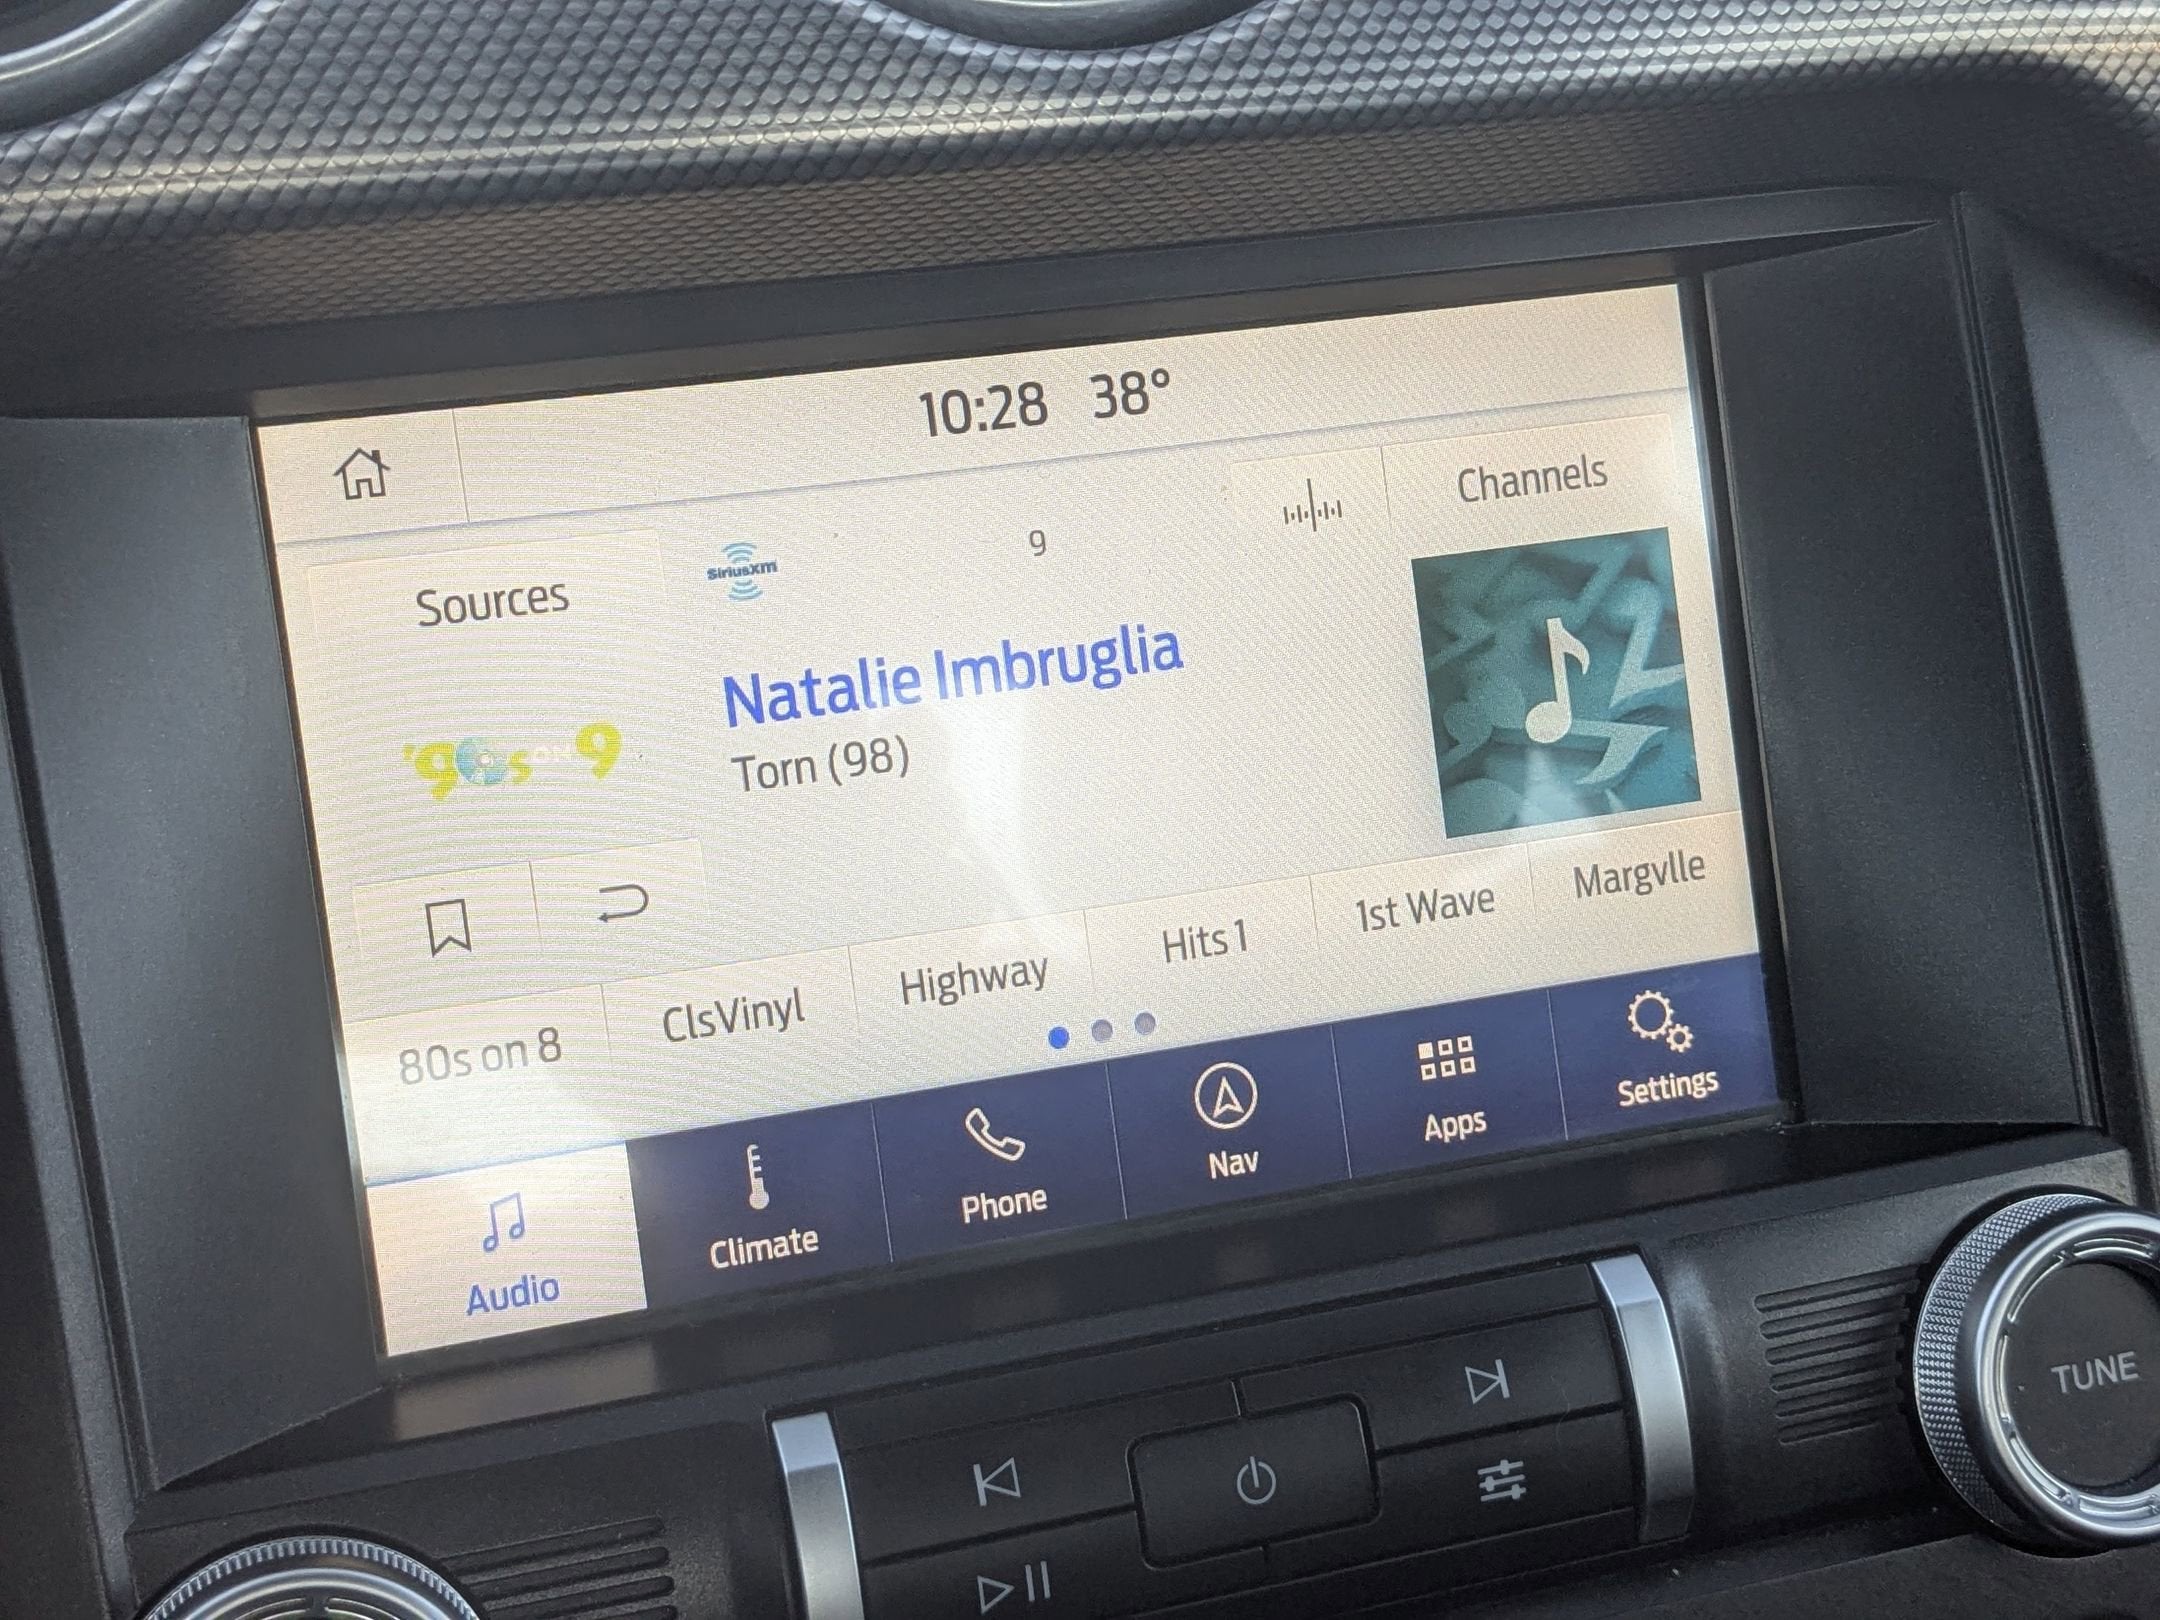 10:28 38°
Channels
9
siriusxm
Sources
Natalie Imbruglia
'90s ON 9
Torn (98)
80s on 8 ClsVinyl Highway Hits 1 1st Wave Margvlle
Audio Climate Phone Nav Apps Settings
TUNE